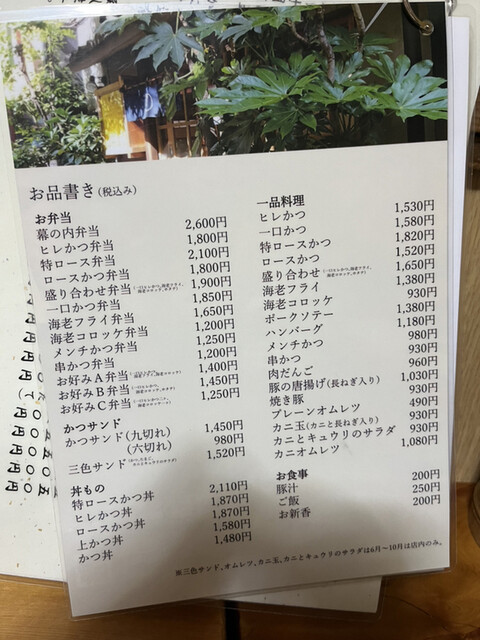 お品書き(税込み)
お弁当
幕の内弁当 2,600円
ヒレかつ弁当 1,800円
特ロース弁当 2,100円
ロースかつ弁当 1,800円
盛り合わせ弁当 1,900円
一口かつ弁当 1,850円
海老フライ弁当 1,650円
海老コロッケ弁当 1,200円
メンチかつ弁当 1,250円
串かつ弁当 1,200円
お好みA弁当 1,400円
お好みB弁当 1,450円
お好みC弁当 1,250円
かつサンド
かつサンド(九切れ) 1,450円
(六切れ) 980円
三色サンド 1,520円
丼もの
特ロースかつ丼 2,110円
ヒレかつ丼 1,870円
ロースかつ丼 1,870円
上かつ丼 1,580円
かつ丼 1,480円
一品料理
ヒレかつ 1,530円
一口かつ 1,580円
特ロースかつ 1,820円
ロースかつ 1,520円
盛り合わせ 1,650円
海老フライ 1,380円
海老コロッケ 930円
ポークソテー 1,380円
ハンバーグ 1,180円
メンチかつ 980円
串かつ 930円
肉だんご 960円
豚の唐揚げ(長ねぎ入り) 1,030円
焼き豚 930円
プレーンオムレツ 490円
カニ玉(カニと長ねぎ入り) 930円
カニとキュウリのサラダ 930円
カニオムレツ 1,080円
お食事
豚汁 200円
ご飯 250円
お新香 200円
※三色サンド、オムレツ、カニ玉、カニとキュウリのサラダは6月〜10月は店内のみ。